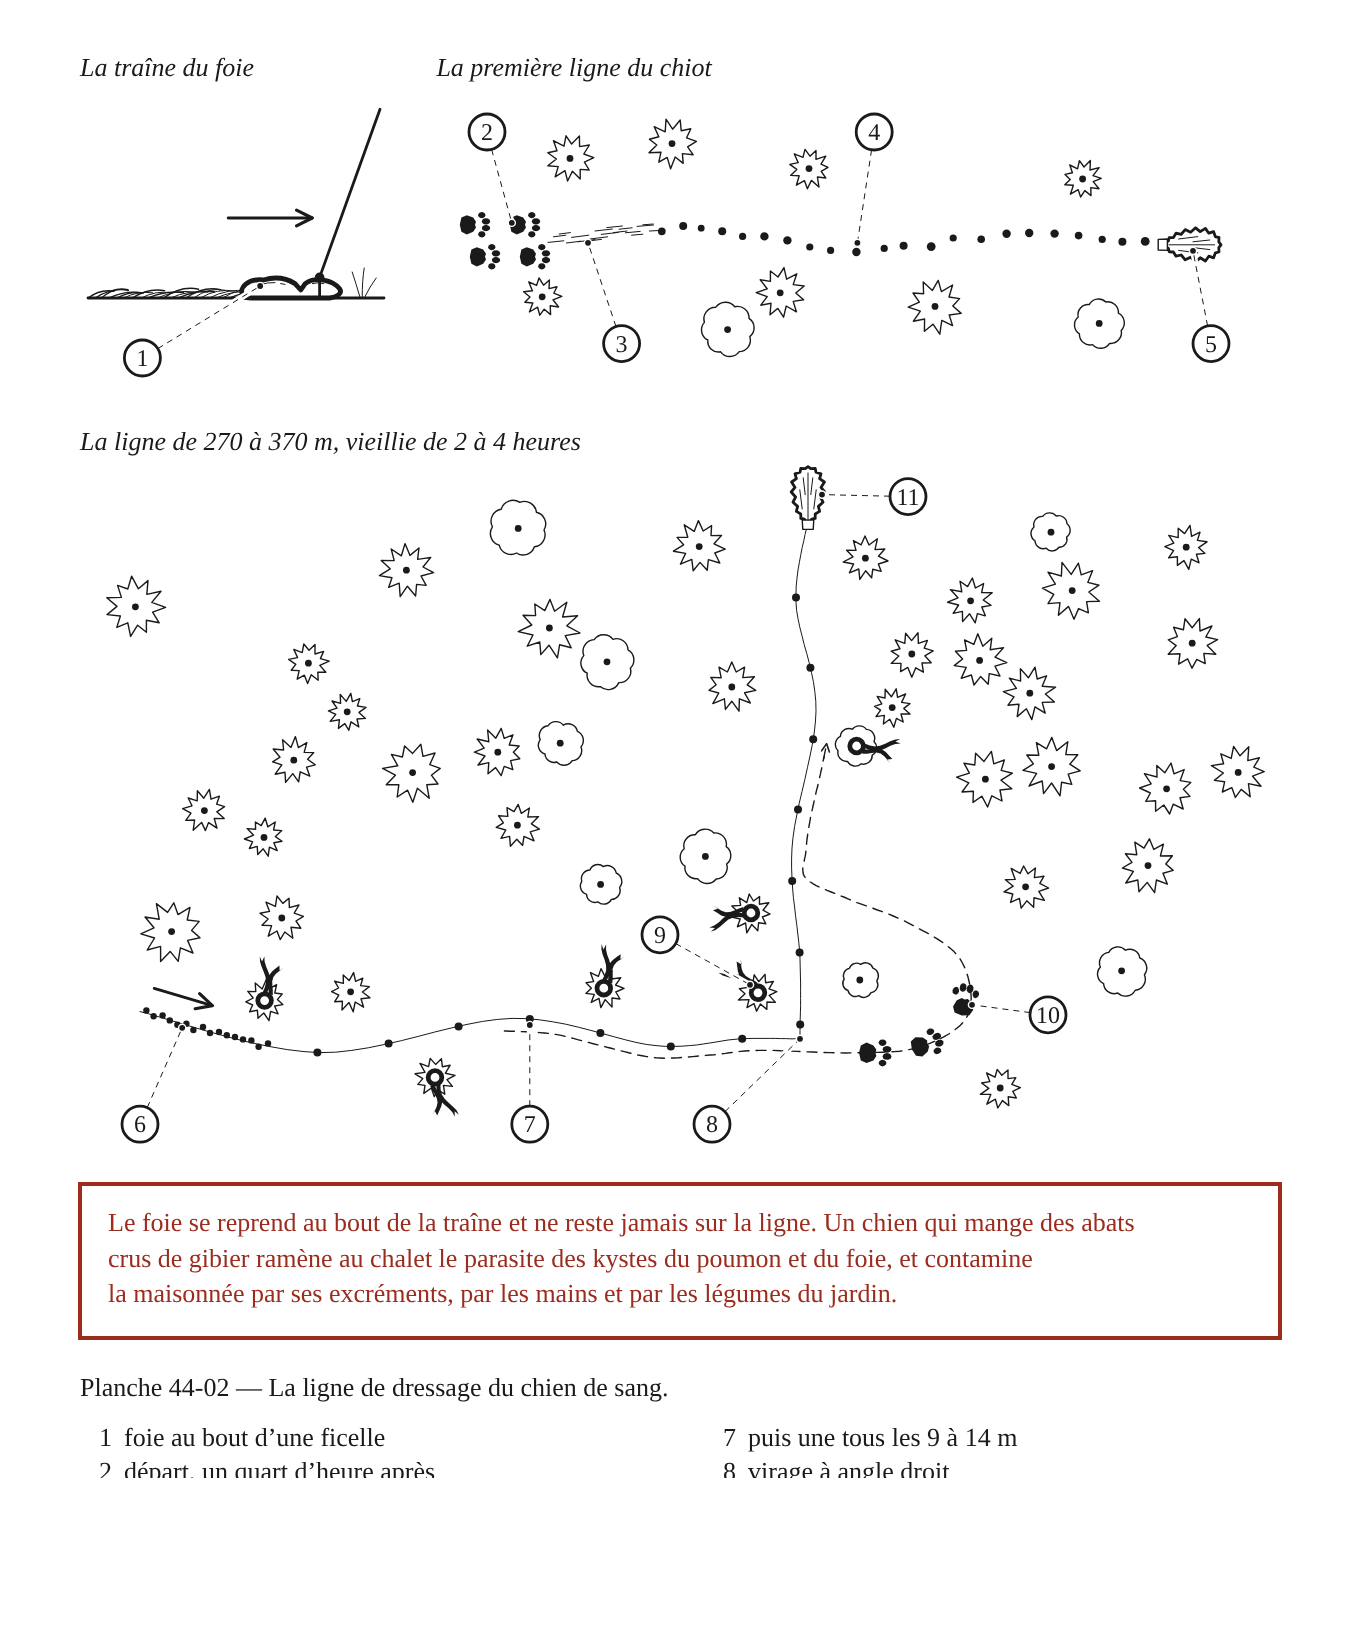 La traîne du foie
La première ligne du chiot
2
4
1
3
5
La ligne de 270 à 370 m, vieillie de 2 à 4 heures
11
9
10
6
7
8
Le foie se reprend au bout de la traîne et ne reste jamais sur la ligne. Un chien qui mange des abats
crus de gibier ramène au chalet le parasite des kystes du poumon et du foie, et contamine
la maisonnée par ses excréments, par les mains et par les légumes du jardin.
Planche 44-02 — La ligne de dressage du chien de sang.
1 foie au bout d’une ficelle
7 puis une tous les 9 à 14 m
2 départ, un quart d’heure après
8 virage à angle droit